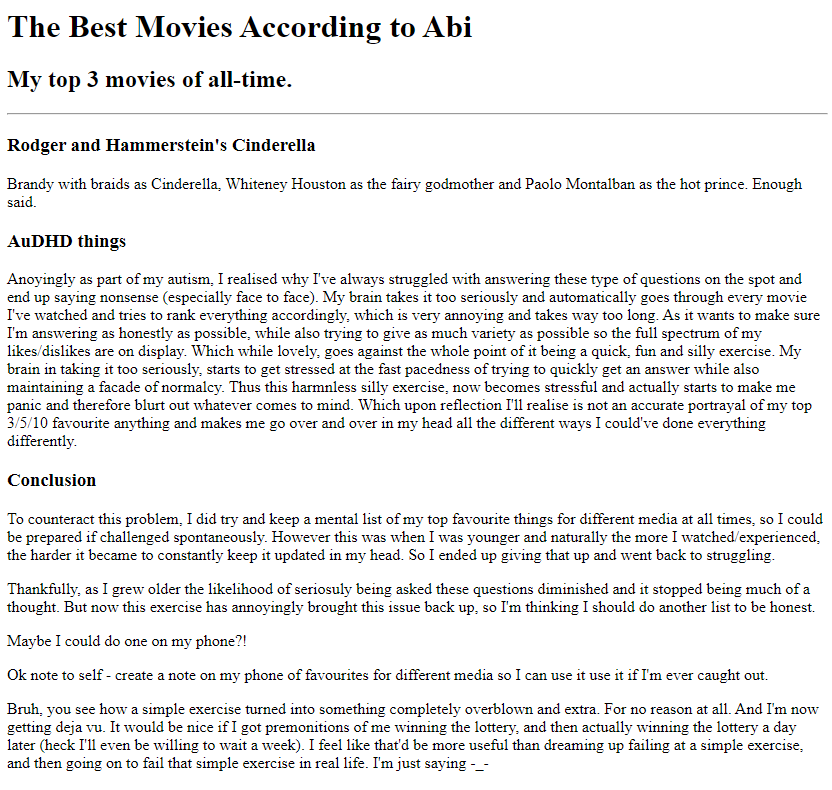 The Best Movies According to Abi
My top 3 movies of all-time.
Rodger and Hammerstein's Cinderella
Brandy with braids as Cinderella, Whiteney Houston as the fairy godmother and Paolo Montalban as the hot prince. Enough
said.
AuDHD things
Anoyingly as part of my autism, I realised why I've always struggled with answering these type of questions on the spot and
end up saying nonsense (especially face to face). My brain takes it too seriously and automatically goes through every movie
I've watched and tries to rank everything accordingly, which is very annoying and takes way too long. As it wants to make sure
I'm answering as honestly as possible, while also trying to give as much variety as possible so the full spectrum of my
likes/dislikes are on display. Which while lovely, goes against the whole point of it being a quick, fun and silly exercise. My
brain in taking it too seriously, starts to get stressed at the fast pacedness of trying to quickly get an answer while also
maintaining a facade of normalcy. Thus this harmnless silly exercise, now becomes stressful and actually starts to make me
panic and therefore blurt out whatever comes to mind. Which upon reflection I'll realise is not an accurate portrayal of my top
3/5/10 favourite anything and makes me go over and over in my head all the different ways I could've done everything
differently.
Conclusion
To counteract this problem, I did try and keep a mental list of my top favourite things for different media at all times, so I could
be prepared if challenged spontaneously. However this was when I was younger and naturally the more I watched/experienced,
the harder it became to constantly keep it updated in my head. So I ended up giving that up and went back to struggling.
Thankfully, as I grew older the likelihood of seriosuly being asked these questions diminished and it stopped being much of a
thought. But now this exercise has annoyingly brought this issue back up, so I'm thinking I should do another list to be honest.
Maybe I could do one on my phone?!
Ok note to self - create a note on my phone of favourites for different media so I can use it use it if I'm ever caught out.
Bruh, you see how a simple exercise turned into something completely overblown and extra. For no reason at all. And I'm now
getting deja vu. It would be nice if I got premonitions of me winning the lottery, and then actually winning the lottery a day
later (heck I'll even be willing to wait a week). I feel like that'd be more useful than dreaming up failing at a simple exercise,
and then going on to fail that simple exercise in real life. I'm just saying -_-